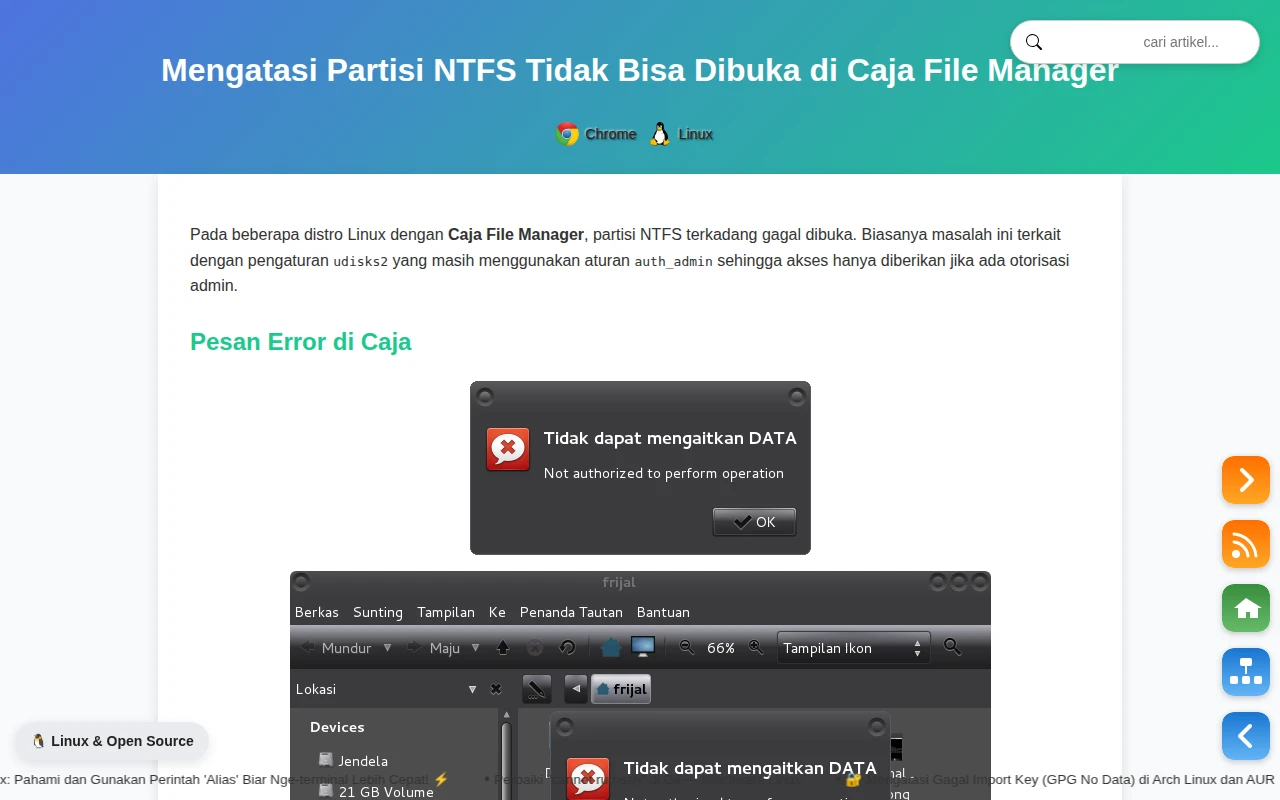 cari artikel...
Mengatasi Partisi NTFS Tidak Bisa Dibuka di Caja File Manager
Chrome Linux
Pada beberapa distro Linux dengan Caja File Manager, partisi NTFS terkadang gagal dibuka. Biasanya masalah ini terkait
dengan pengaturan udisks2 yang masih menggunakan aturan auth_admin sehingga akses hanya diberikan jika ada otorisasi
admin.
Pesan Error di Caja
Tidak dapat mengaitkan DATA
Not authorized to perform operation
OK
frijal
Berkas Sunting Tampilan Ke Penanda Tautan Bantuan
Mundur Maju 66% Tampilan Ikon
Lokasi frijal
Devices
Jendela
21 GB Volume
Tidak dapat mengaitkan DATA
🐧 Linux & Open Source
x: Pahami dan Gunakan Perintah 'Alias' Biar Nge-terminal Lebih Cepat! ⚡ • Perbaiki
Gagal Import Key (GPG No Data) di Arch Linux dan AUR